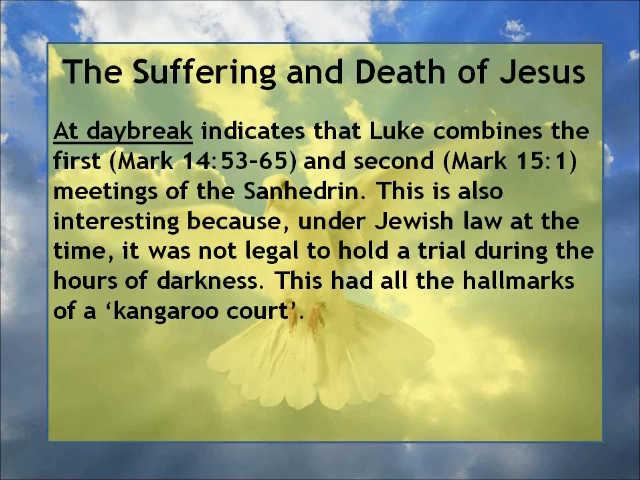 The Suffering and Death of Jesus
At daybreak indicates that Luke combines the
first (Mark 14:53-65) and second (Mark 15:1)
meetings of the Sanhedrin. This is also
interesting because, under Jewish law at the
time, it was not legal to hold a trial during the
hours of darkness. This had all the hallmarks
of a ‘kangaroo court’.